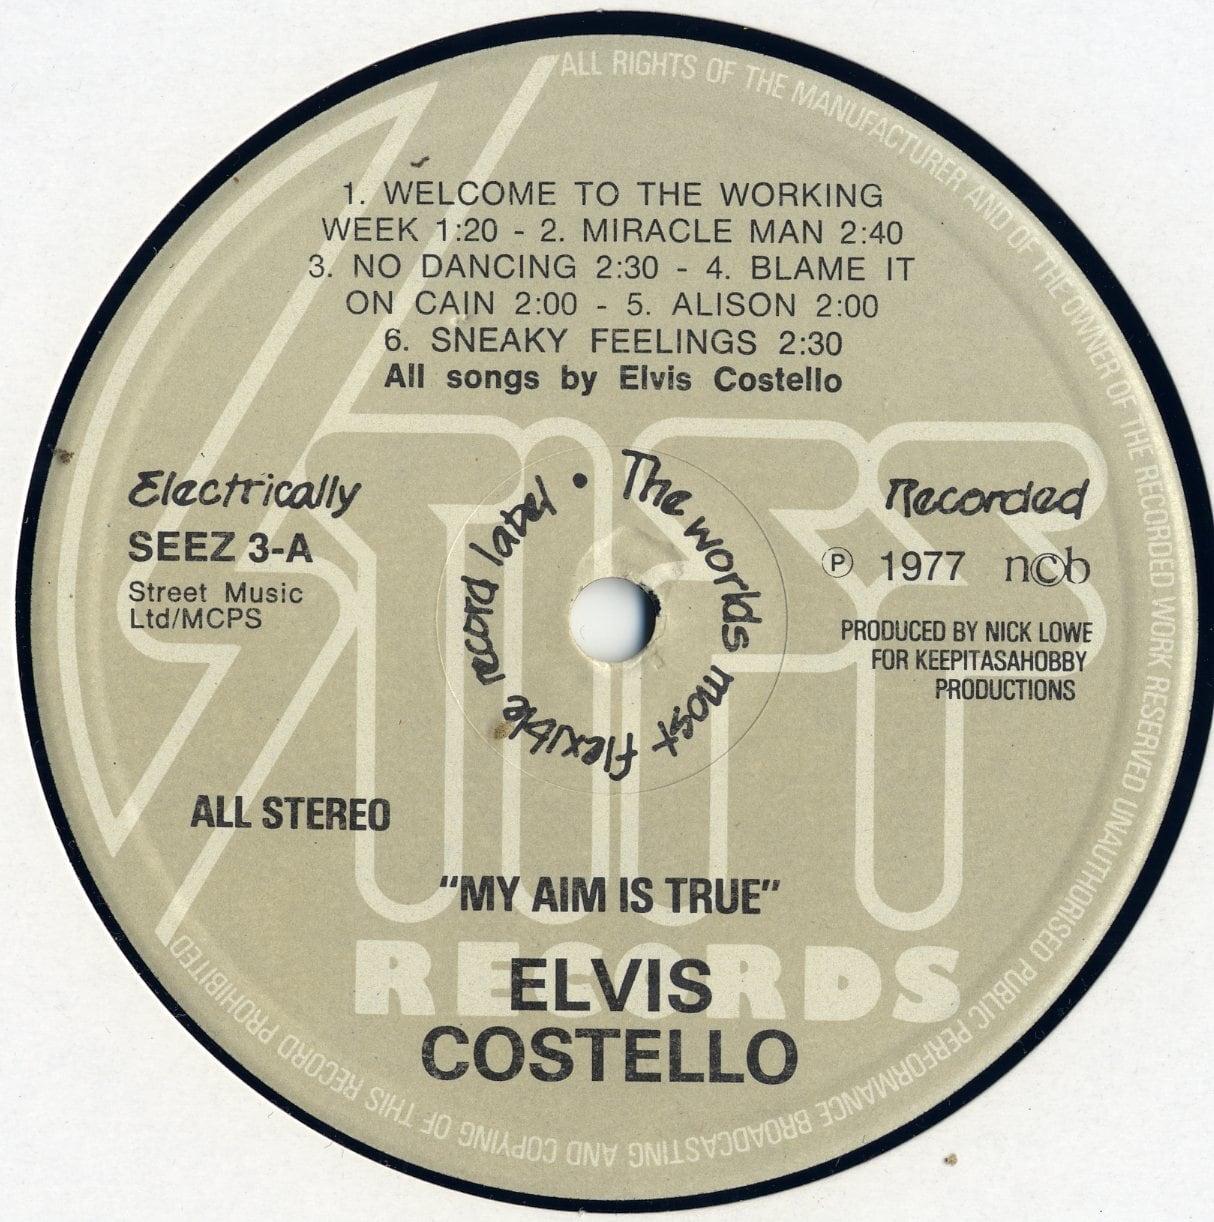 ALL RIGHTS OF THE MANUFACTURER AND OF THE OWNER OF THE RECORDED WORK RESERVED UNAUTHORISED PUBLIC PERFORMANCE BROADCASTING AND COPYING OF THIS RECORD PROHIBITED
1. WELCOME TO THE WORKING
WEEK 1:20 - 2. MIRACLE MAN 2:40
3. NO DANCING 2:30 - 4. BLAME IT
ON CAIN 2:00 - 5. ALISON 2:00
6. SNEAKY FEELINGS 2:30
All songs by Elvis Costello
Electrically
SEEZ 3-A
Street Music
Ltd/MCPS
The worlds most flexible record label •
Recorded
Ⓟ 1977 ncb
PRODUCED BY NICK LOWE
FOR KEEPITASAHOBBY
PRODUCTIONS
ALL STEREO
STIFF
"MY AIM IS TRUE"
RECORDS
ELVIS
COSTELLO